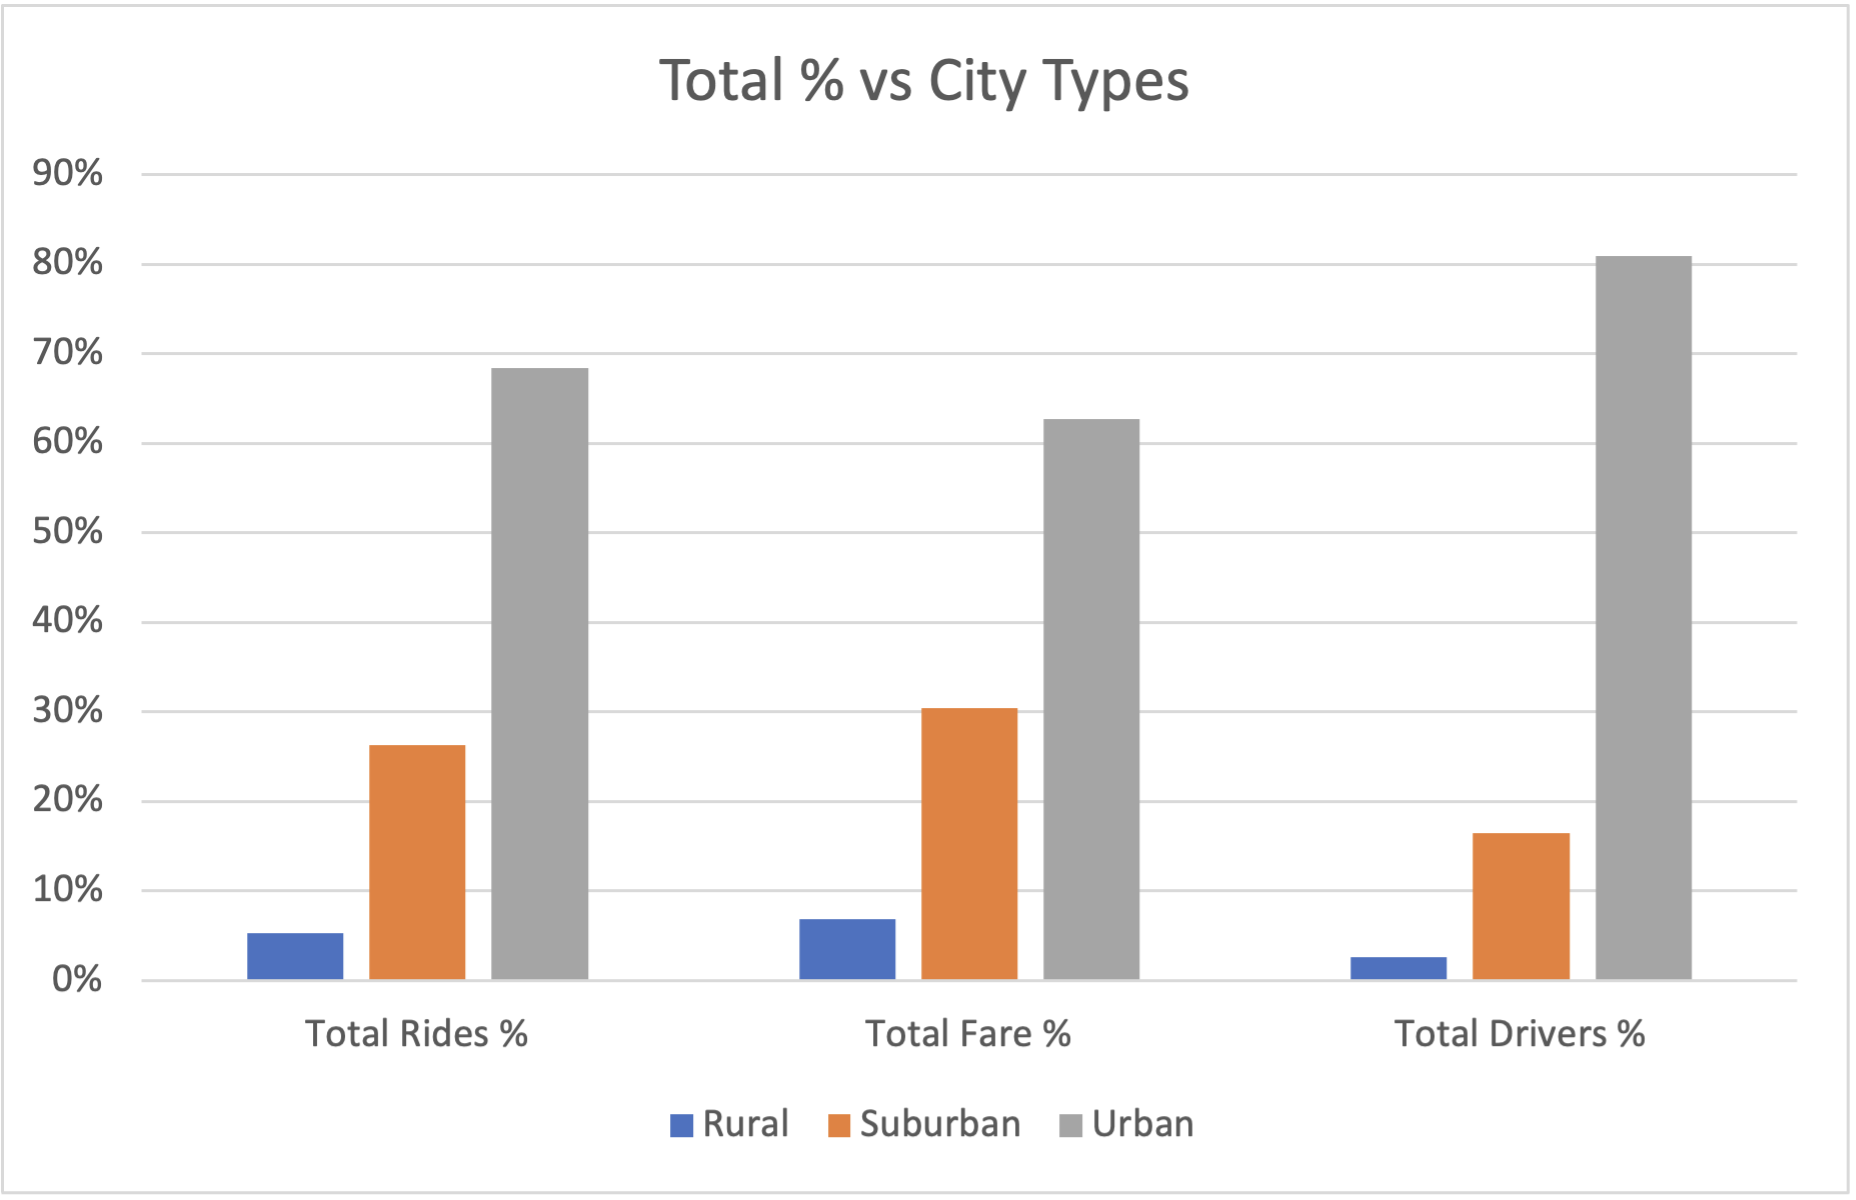 Total % vs City Types
90%
80%
70%
60%
50%
40%
30%
20%
10%
0%
Total Rides %
Total Fare %
Total Drivers %
Rural
Suburban
Urban